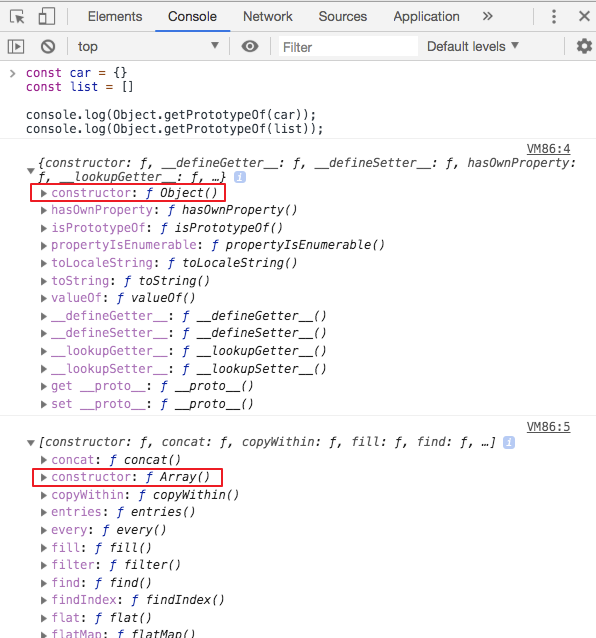 Elements Console Network Sources Application »
top Filter Default levels
> const car = {}
const list = []
console.log(Object.getPrototypeOf(car));
console.log(Object.getPrototypeOf(list));
VM86:4
{constructor: ƒ, __defineGetter__: ƒ, __defineSetter__: ƒ, hasOwnProperty:
ƒ, __lookupGetter__: ƒ, …} i
constructor: ƒ Object()
hasOwnProperty: ƒ hasOwnProperty()
isPrototypeOf: ƒ isPrototypeOf()
propertyIsEnumerable: ƒ propertyIsEnumerable()
toLocaleString: ƒ toLocaleString()
toString: ƒ toString()
valueOf: ƒ valueOf()
__defineGetter__: ƒ __defineGetter__()
__defineSetter__: ƒ __defineSetter__()
__lookupGetter__: ƒ __lookupGetter__()
__lookupSetter__: ƒ __lookupSetter__()
get __proto__: ƒ __proto__()
set __proto__: ƒ __proto__()
VM86:5
[constructor: ƒ, concat: ƒ, copyWithin: ƒ, fill: ƒ, find: ƒ, …] i
concat: ƒ concat()
constructor: ƒ Array()
copyWithin: ƒ copyWithin()
entries: ƒ entries()
every: ƒ every()
fill: ƒ fill()
filter: ƒ filter()
find: ƒ find()
findIndex: ƒ findIndex()
flat: ƒ flat()
flatMap: ƒ flatMap()